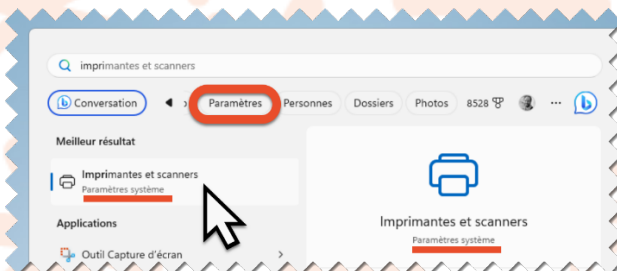 imprimantes et scanners
Conversation Paramètres Personnes Dossiers Photos 8528
Meilleur résultat
Imprimantes et scanners
Paramètres système
Applications
Outil Capture d'écran
Imprimantes et scanners
Paramètres système